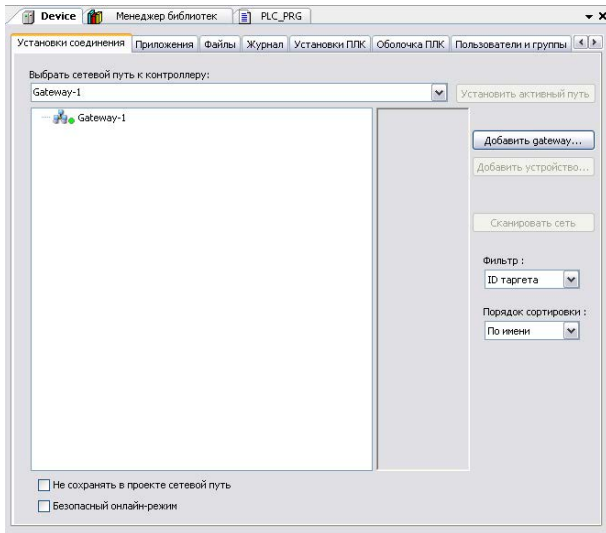 Device Менеджер библиотек PLC_PRG
Установки соединения Приложения Файлы Журнал Установки ПЛК Оболочка ПЛК Пользователи и группы
Выбрать сетевой путь к контроллеру:
Gateway-1 Установить активный путь
Gateway-1
Добавить gateway...
Добавить устройство...
Сканировать сеть
Фильтр :
ID таргета
Порядок сортировки :
По имени
Не сохранять в проекте сетевой путь
Безопасный онлайн-режим